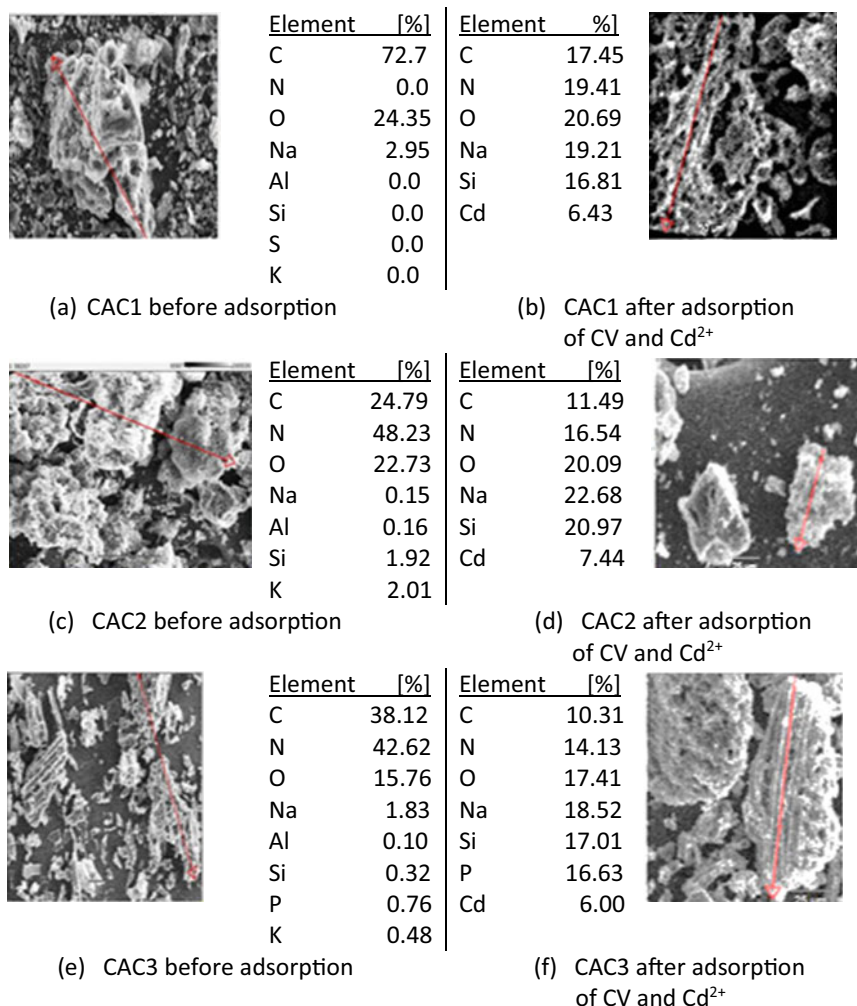 Element [%]
C 72.7
N 0.0
O 24.35
Na 2.95
Al 0.0
Si 0.0
S 0.0
K 0.0
(a) CAC1 before adsorption
Element %]
C 17.45
N 19.41
O 20.69
Na 19.21
Si 16.81
Cd 6.43
(b) CAC1 after adsorption
of CV and Cd²⁺
Element [%]
C 24.79
N 48.23
O 22.73
Na 0.15
Al 0.16
Si 1.92
K 2.01
(c) CAC2 before adsorption
Element [%]
C 11.49
N 16.54
O 20.09
Na 22.68
Si 20.97
Cd 7.44
(d) CAC2 after adsorption
of CV and Cd²⁺
Element [%]
C 38.12
N 42.62
O 15.76
Na 1.83
Al 0.10
Si 0.32
P 0.76
K 0.48
(e) CAC3 before adsorption
Element [%]
C 10.31
N 14.13
O 17.41
Na 18.52
Si 17.01
P 16.63
Cd 6.00
(f) CAC3 after adsorption
of CV and Cd²⁺